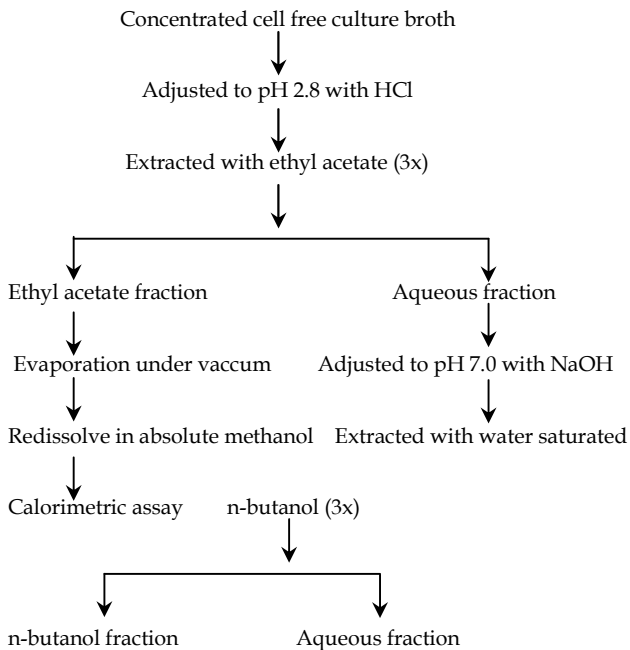 Concentrated cell free culture broth
Adjusted to pH 2.8 with HCl
Extracted with ethyl acetate (3x)
Ethyl acetate fraction
Aqueous fraction
Evaporation under vaccum
Adjusted to pH 7.0 with NaOH
Redissolve in absolute methanol
Extracted with water saturated
Calorimetric assay
n-butanol (3x)
n-butanol fraction
Aqueous fraction